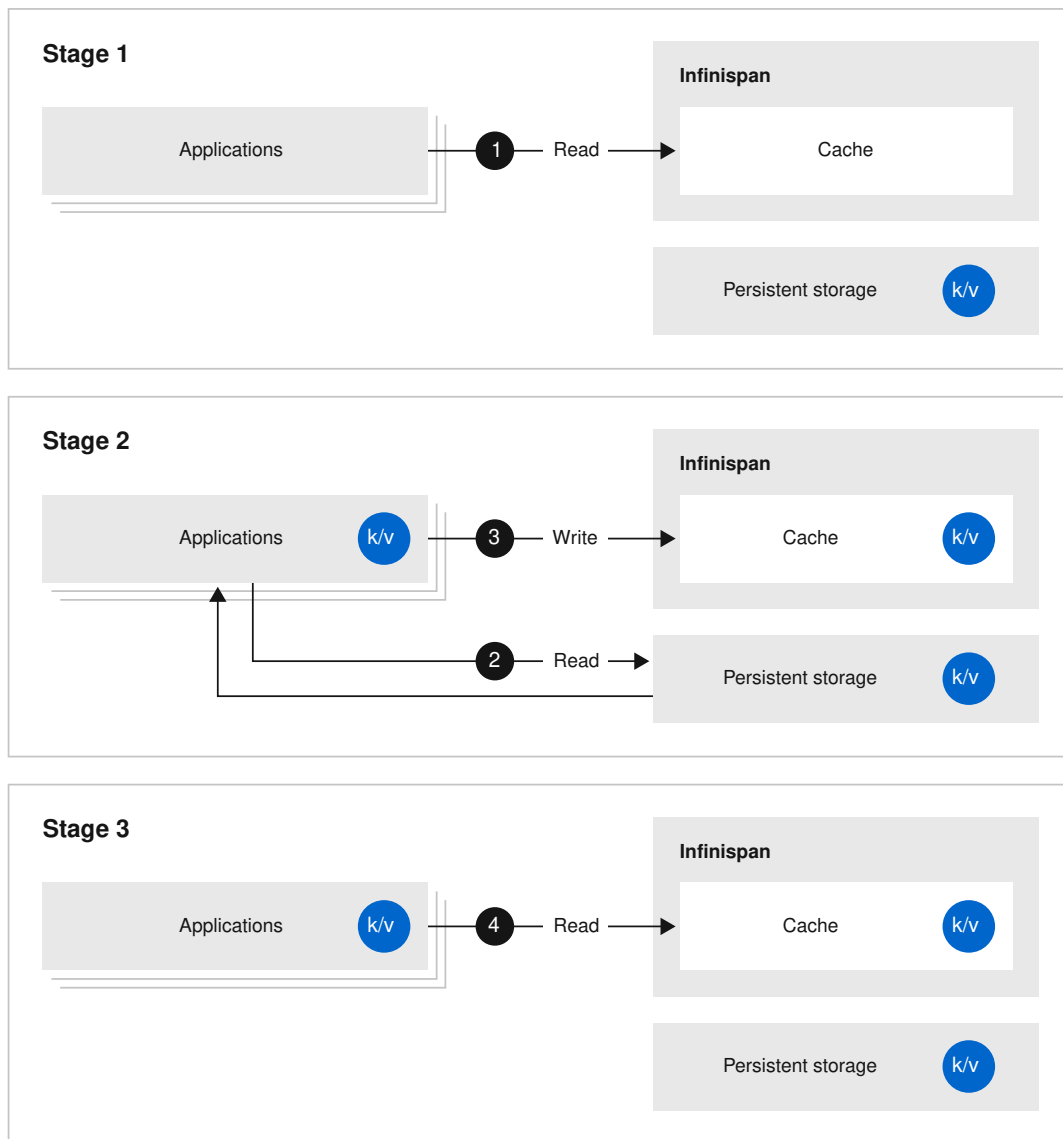 Stage 1
Infinispan
Applications
1
Read
Cache
Persistent storage
k/v
Stage 2
Infinispan
Applications
k/v
3
Write
Cache
k/v
2
Read
Persistent storage
k/v
Stage 3
Infinispan
Applications
k/v
4
Read
Cache
k/v
Persistent storage
k/v